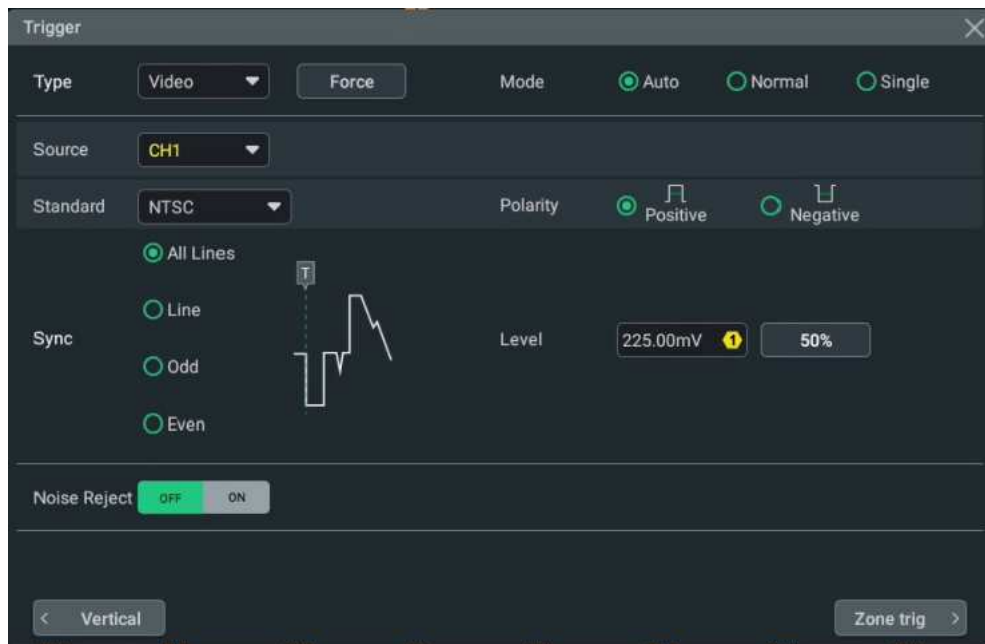 Trigger
Type Video Force Mode Auto Normal Single
Source CH1
Standard NTSC Polarity Positive Negative
All Lines
T
Line
Sync Level 225.00mV 1 50%
Odd
Even
Noise Reject OFF ON
< Vertical Zone trig >